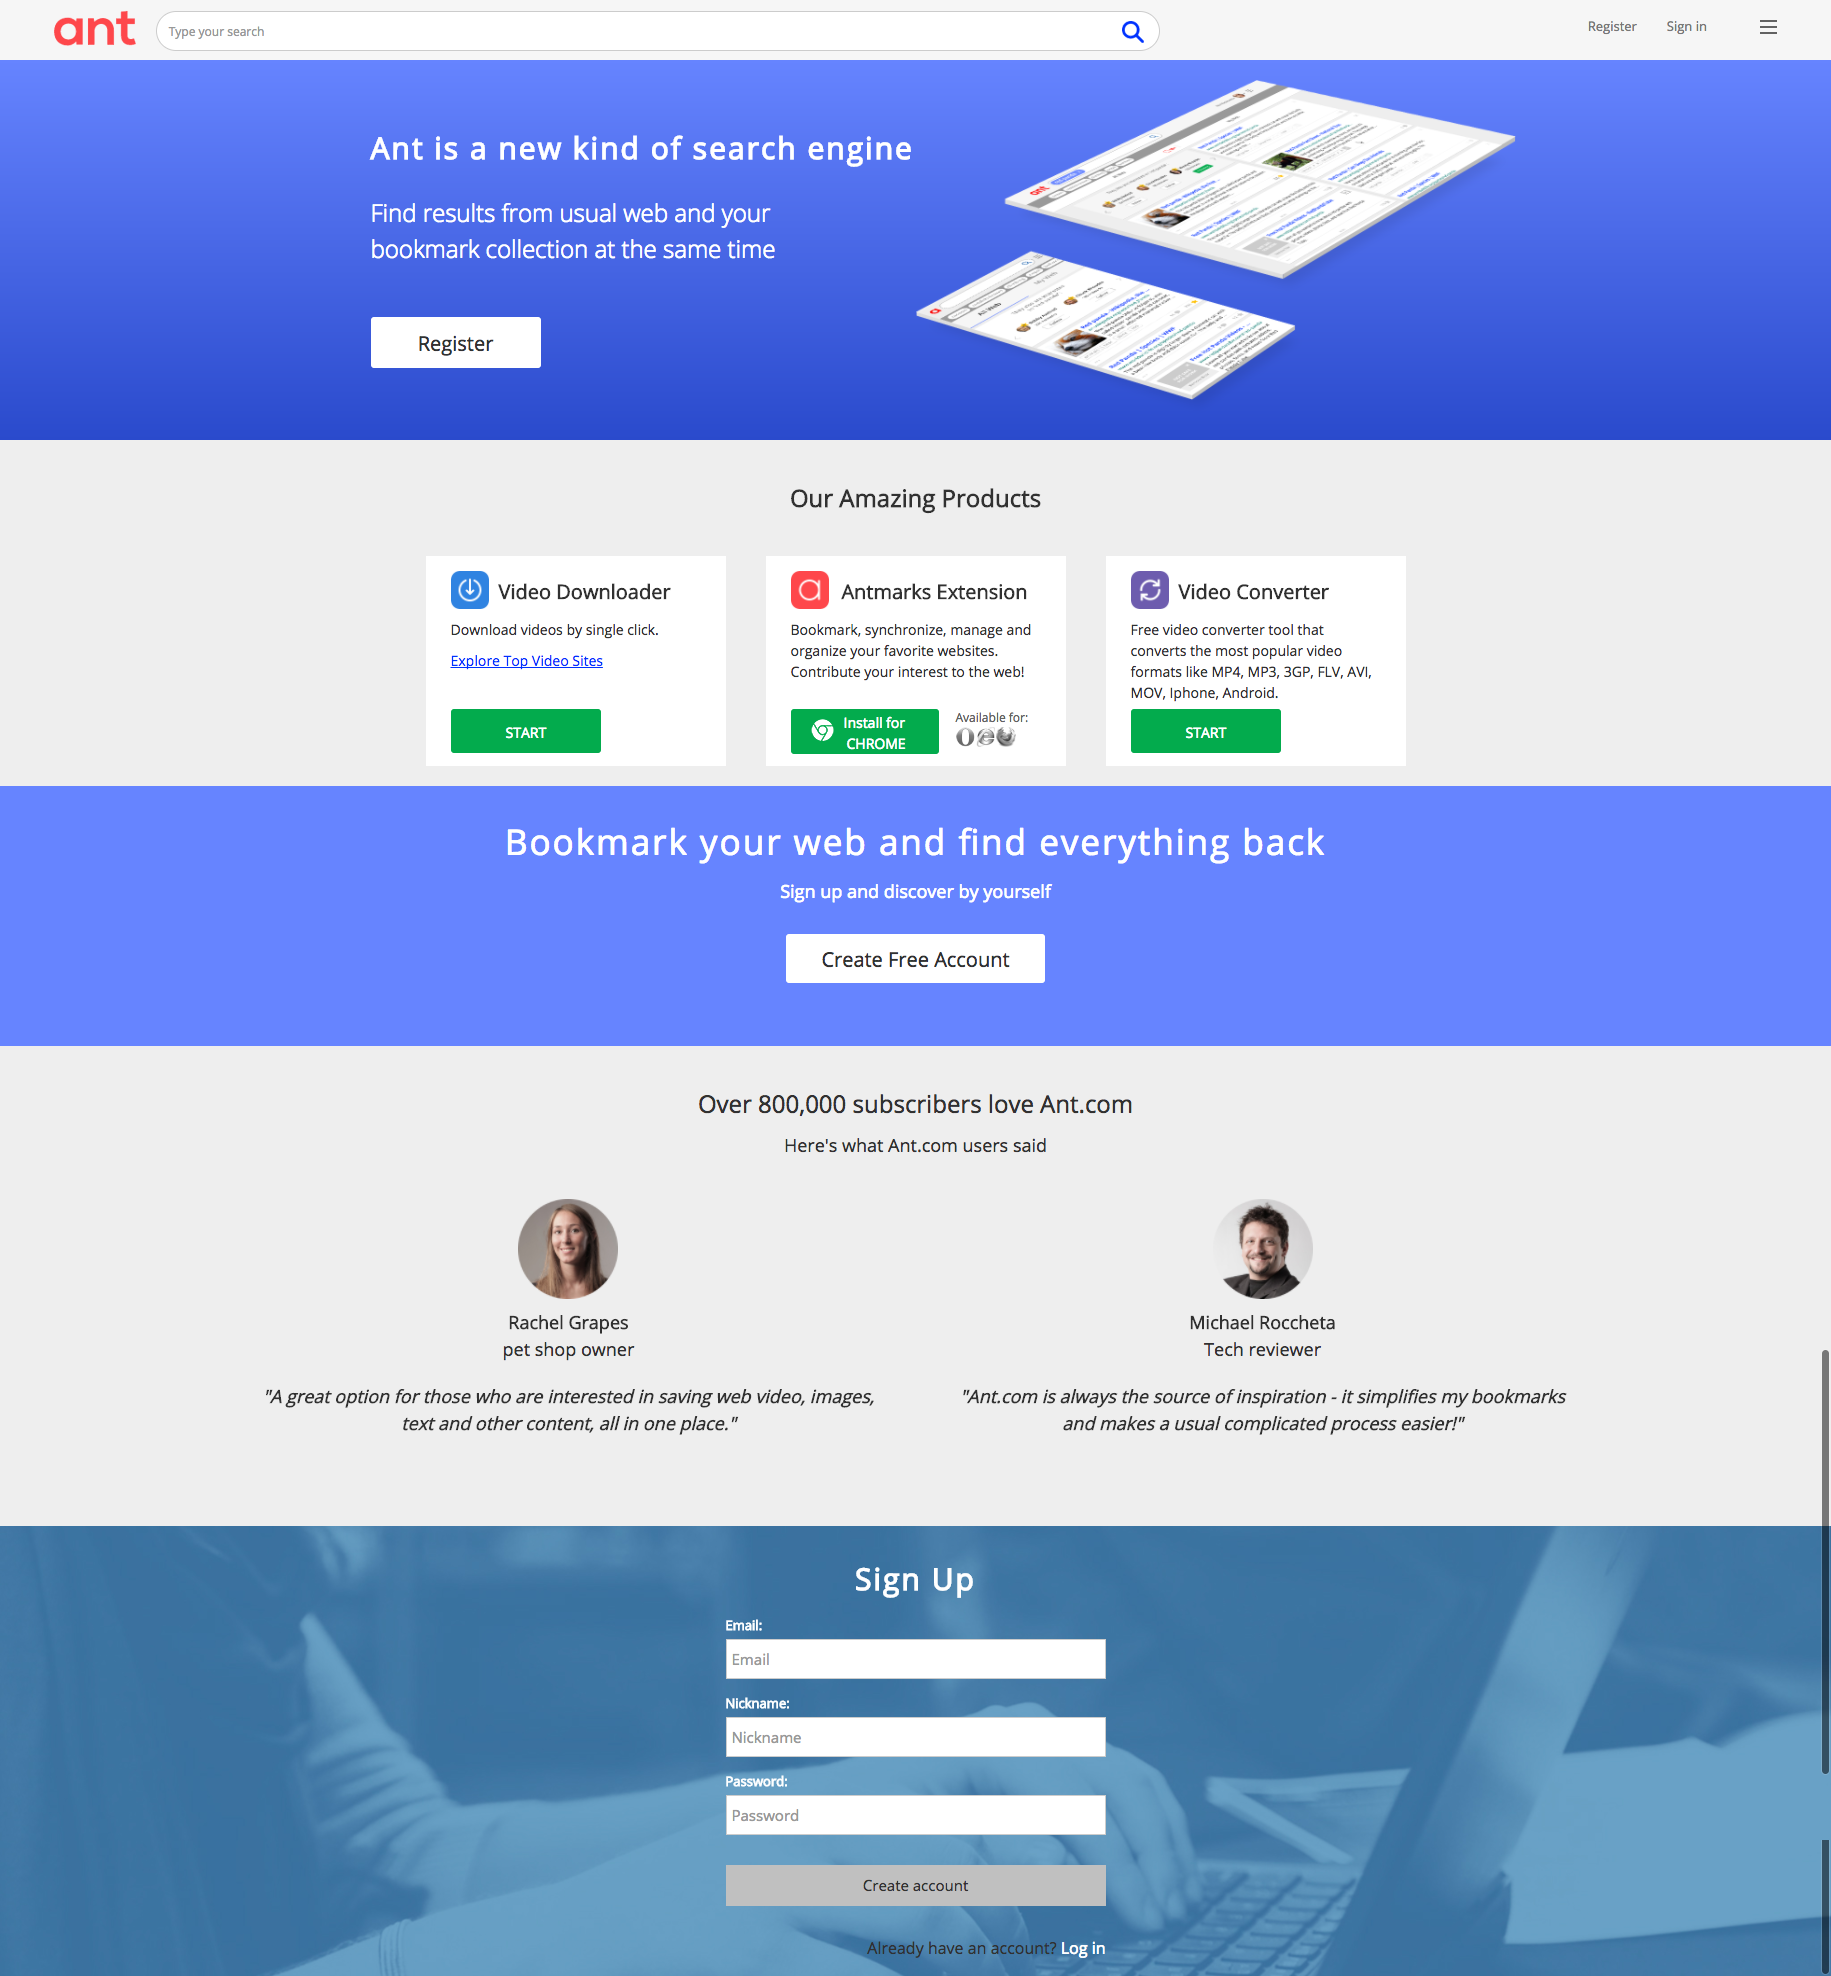 ant
Type your search
Register
Sign in
Ant is a new kind of search engine
Find results from usual web and your
bookmark collection at the same time
Register
Our Amazing Products
Video Downloader
Download videos by single click.
Explore Top Video Sites
START
Antmarks Extension
Bookmark, synchronize, manage and
organize your favorite websites.
Contribute your interest to the web!
Install for
CHROME
Available for:
Video Converter
Free video converter tool that
converts the most popular video
formats like MP4, MP3, 3GP, FLV, AVI,
MOV, Iphone, Android.
START
Bookmark your web and find everything back
Sign up and discover by yourself
Create Free Account
Over 800,000 subscribers love Ant.com
Here's what Ant.com users said
Rachel Grapes
pet shop owner
"A great option for those who are interested in saving web video, images,
text and other content, all in one place."
Michael Roccheta
Tech reviewer
"Ant.com is always the source of inspiration - it simplifies my bookmarks
and makes a usual complicated process easier!"
Sign Up
Email:
Email
Nickname:
Nickname
Password:
Password
Create account
Already have an account? Log in